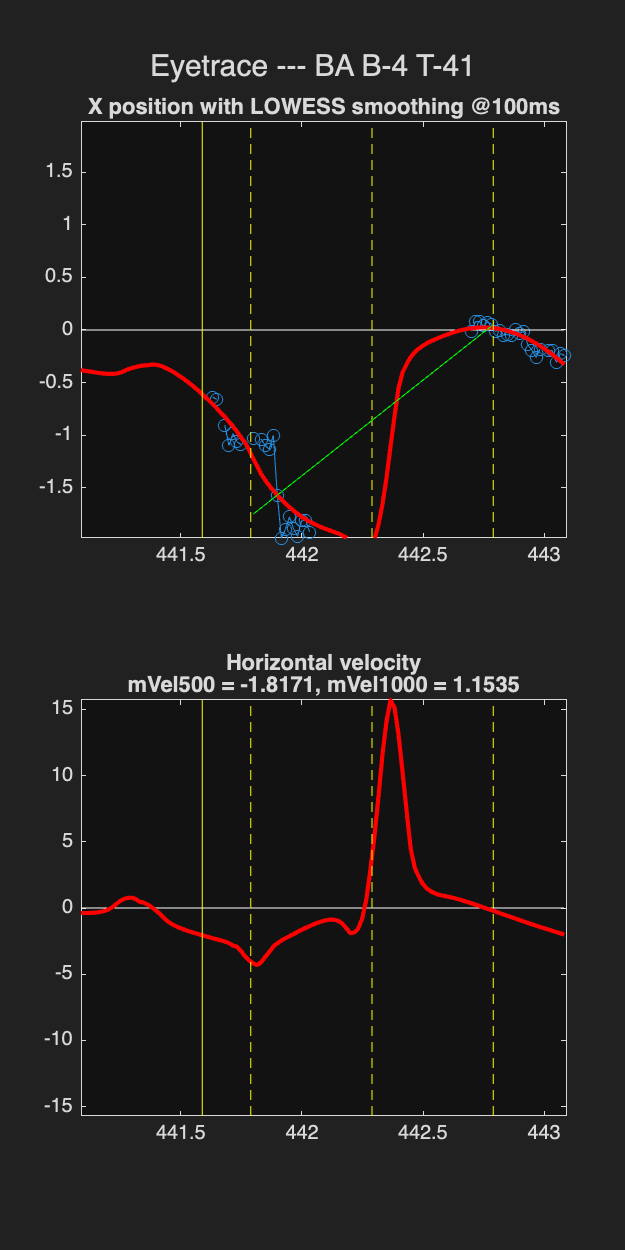 Eyetrace --- BA B-4 T-41
X position with LOWESS smoothing @100ms
1.5
1
0.5
0
-0.5
-1
-1.5
441.5 442 442.5 443
Horizontal velocity
mVel500 = -1.8171, mVel1000 = 1.1535
15
10
5
0
-5
-10
-15
441.5 442 442.5 443